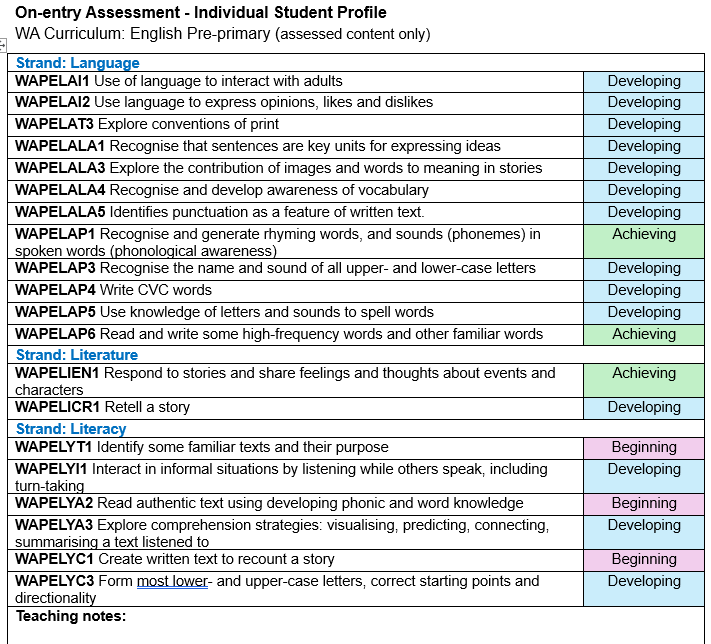 On-entry Assessment - Individual Student Profile
WA Curriculum: English Pre-primary (assessed content only)
Strand: Language
WAPELAI1 Use of language to interact with adults Developing
WAPELAI2 Use language to express opinions, likes and dislikes Developing
WAPELAT3 Explore conventions of print Developing
WAPELALA1 Recognise that sentences are key units for expressing ideas Developing
WAPELALA3 Explore the contribution of images and words to meaning in stories Developing
WAPELALA4 Recognise and develop awareness of vocabulary Developing
WAPELALA5 Identifies punctuation as a feature of written text. Developing
WAPELAP1 Recognise and generate rhyming words, and sounds (phonemes) in Achieving
spoken words (phonological awareness)
WAPELAP3 Recognise the name and sound of all upper- and lower-case letters Developing
WAPELAP4 Write CVC words Developing
WAPELAP5 Use knowledge of letters and sounds to spell words Developing
WAPELAP6 Read and write some high-frequency words and other familiar words Achieving
Strand: Literature
WAPELIEN1 Respond to stories and share feelings and thoughts about events and Achieving
characters
WAPELICR1 Retell a story Developing
Strand: Literacy
WAPELYT1 Identify some familiar texts and their purpose Beginning
WAPELYI1 Interact in informal situations by listening while others speak, including Developing
turn-taking
WAPELYA2 Read authentic text using developing phonic and word knowledge Beginning
WAPELYA3 Explore comprehension strategies: visualising, predicting, connecting, Developing
summarising a text listened to
WAPELYC1 Create written text to recount a story Beginning
WAPELYC3 Form most lower- and upper-case letters, correct starting points and Developing
directionality
Teaching notes: